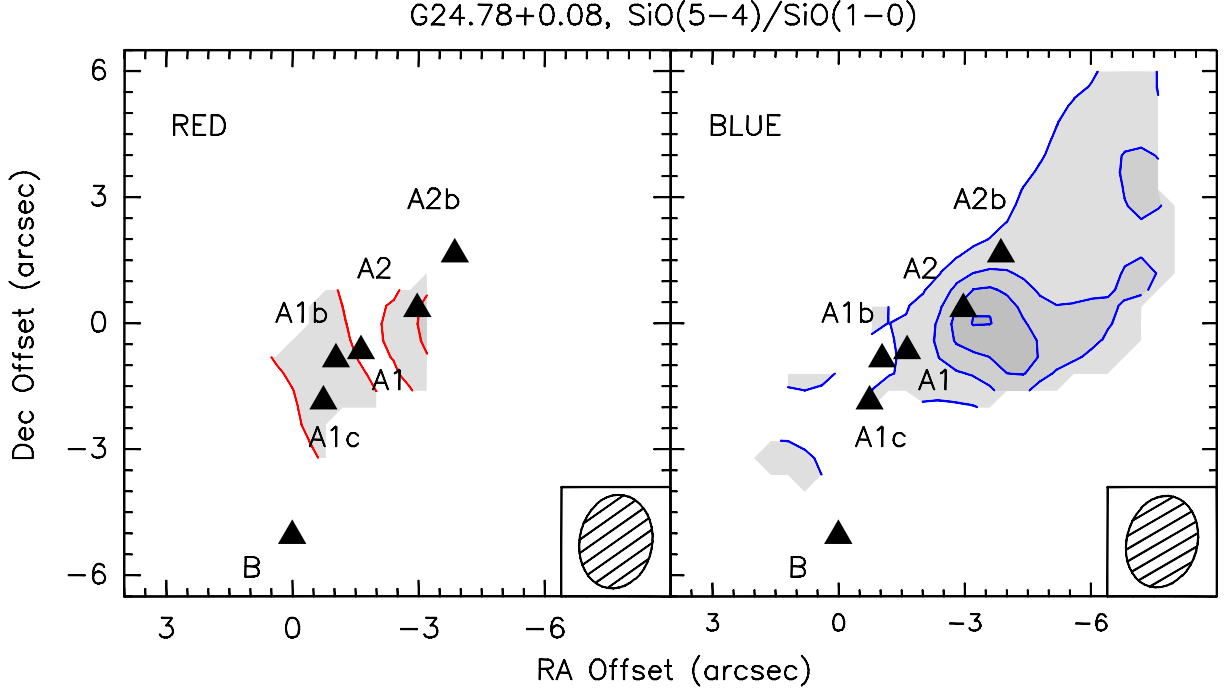 G24.78+0.08, SiO(5−4)/SiO(1−0)
RED
BLUE
A2b
A2
A1b
A1
A1c
B
A2b
A2
A1b
A1
A1c
B
6
3
0
−3
−6
3
0
−3
−6
3
0
−3
−6
Dec Offset (arcsec)
RA Offset (arcsec)